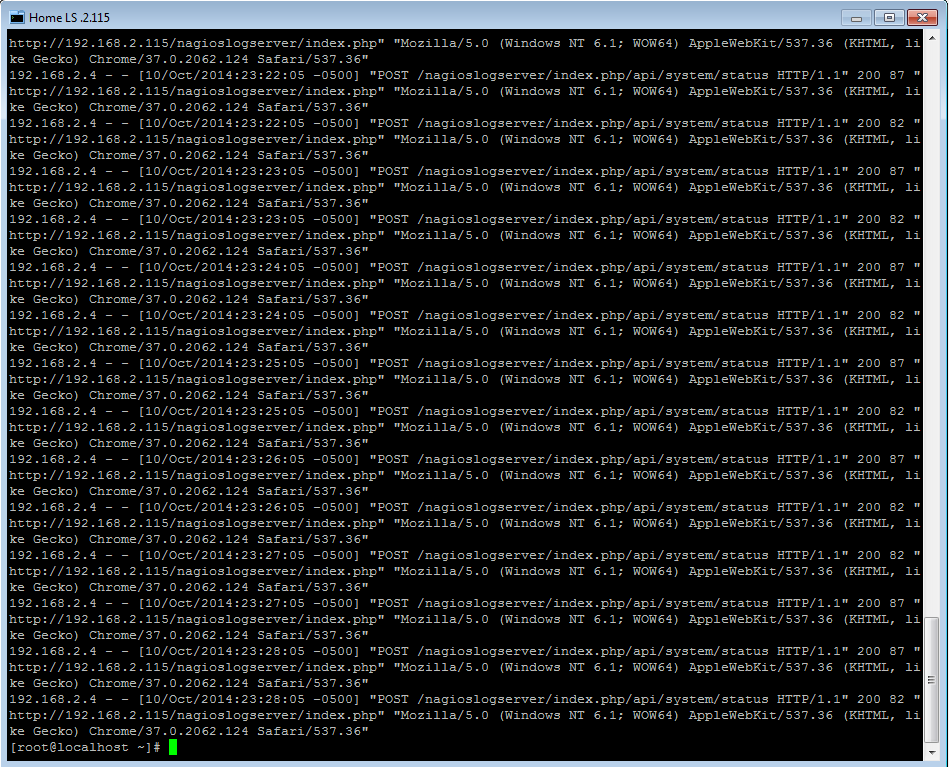 Home LS .2.115
http://192.168.2.115/nagioslogserver/index.php" "Mozilla/5.0 (Windows NT 6.1; WOW64) AppleWebKit/537.36 (KHTML, li
ke Gecko) Chrome/37.0.2062.124 Safari/537.36"
192.168.2.4 - - [10/Oct/2014:23:22:05 -0500] "POST /nagioslogserver/index.php/api/system/status HTTP/1.1" 200 87 "
http://192.168.2.115/nagioslogserver/index.php" "Mozilla/5.0 (Windows NT 6.1; WOW64) AppleWebKit/537.36 (KHTML, li
ke Gecko) Chrome/37.0.2062.124 Safari/537.36"
192.168.2.4 - - [10/Oct/2014:23:22:05 -0500] "POST /nagioslogserver/index.php/api/system/status HTTP/1.1" 200 82 "
http://192.168.2.115/nagioslogserver/index.php" "Mozilla/5.0 (Windows NT 6.1; WOW64) AppleWebKit/537.36 (KHTML, li
ke Gecko) Chrome/37.0.2062.124 Safari/537.36"
192.168.2.4 - - [10/Oct/2014:23:23:05 -0500] "POST /nagioslogserver/index.php/api/system/status HTTP/1.1" 200 87 "
http://192.168.2.115/nagioslogserver/index.php" "Mozilla/5.0 (Windows NT 6.1; WOW64) AppleWebKit/537.36 (KHTML, li
ke Gecko) Chrome/37.0.2062.124 Safari/537.36"
192.168.2.4 - - [10/Oct/2014:23:23:05 -0500] "POST /nagioslogserver/index.php/api/system/status HTTP/1.1" 200 82 "
http://192.168.2.115/nagioslogserver/index.php" "Mozilla/5.0 (Windows NT 6.1; WOW64) AppleWebKit/537.36 (KHTML, li
ke Gecko) Chrome/37.0.2062.124 Safari/537.36"
192.168.2.4 - - [10/Oct/2014:23:24:05 -0500] "POST /nagioslogserver/index.php/api/system/status HTTP/1.1" 200 87 "
http://192.168.2.115/nagioslogserver/index.php" "Mozilla/5.0 (Windows NT 6.1; WOW64) AppleWebKit/537.36 (KHTML, li
ke Gecko) Chrome/37.0.2062.124 Safari/537.36"
192.168.2.4 - - [10/Oct/2014:23:24:05 -0500] "POST /nagioslogserver/index.php/api/system/status HTTP/1.1" 200 82 "
http://192.168.2.115/nagioslogserver/index.php" "Mozilla/5.0 (Windows NT 6.1; WOW64) AppleWebKit/537.36 (KHTML, li
ke Gecko) Chrome/37.0.2062.124 Safari/537.36"
192.168.2.4 - - [10/Oct/2014:23:25:05 -0500] "POST /nagioslogserver/index.php/api/system/status HTTP/1.1" 200 87 "
http://192.168.2.115/nagioslogserver/index.php" "Mozilla/5.0 (Windows NT 6.1; WOW64) AppleWebKit/537.36 (KHTML, li
ke Gecko) Chrome/37.0.2062.124 Safari/537.36"
192.168.2.4 - - [10/Oct/2014:23:25:05 -0500] "POST /nagioslogserver/index.php/api/system/status HTTP/1.1" 200 82 "
http://192.168.2.115/nagioslogserver/index.php" "Mozilla/5.0 (Windows NT 6.1; WOW64) AppleWebKit/537.36 (KHTML, li
ke Gecko) Chrome/37.0.2062.124 Safari/537.36"
192.168.2.4 - - [10/Oct/2014:23:26:05 -0500] "POST /nagioslogserver/index.php/api/system/status HTTP/1.1" 200 87 "
http://192.168.2.115/nagioslogserver/index.php" "Mozilla/5.0 (Windows NT 6.1; WOW64) AppleWebKit/537.36 (KHTML, li
ke Gecko) Chrome/37.0.2062.124 Safari/537.36"
192.168.2.4 - - [10/Oct/2014:23:26:05 -0500] "POST /nagioslogserver/index.php/api/system/status HTTP/1.1" 200 82 "
http://192.168.2.115/nagioslogserver/index.php" "Mozilla/5.0 (Windows NT 6.1; WOW64) AppleWebKit/537.36 (KHTML, li
ke Gecko) Chrome/37.0.2062.124 Safari/537.36"
192.168.2.4 - - [10/Oct/2014:23:27:05 -0500] "POST /nagioslogserver/index.php/api/system/status HTTP/1.1" 200 82 "
http://192.168.2.115/nagioslogserver/index.php" "Mozilla/5.0 (Windows NT 6.1; WOW64) AppleWebKit/537.36 (KHTML, li
ke Gecko) Chrome/37.0.2062.124 Safari/537.36"
192.168.2.4 - - [10/Oct/2014:23:27:05 -0500] "POST /nagioslogserver/index.php/api/system/status HTTP/1.1" 200 87 "
http://192.168.2.115/nagioslogserver/index.php" "Mozilla/5.0 (Windows NT 6.1; WOW64) AppleWebKit/537.36 (KHTML, li
ke Gecko) Chrome/37.0.2062.124 Safari/537.36"
192.168.2.4 - - [10/Oct/2014:23:28:05 -0500] "POST /nagioslogserver/index.php/api/system/status HTTP/1.1" 200 87 "
http://192.168.2.115/nagioslogserver/index.php" "Mozilla/5.0 (Windows NT 6.1; WOW64) AppleWebKit/537.36 (KHTML, li
ke Gecko) Chrome/37.0.2062.124 Safari/537.36"
192.168.2.4 - - [10/Oct/2014:23:28:05 -0500] "POST /nagioslogserver/index.php/api/system/status HTTP/1.1" 200 82 "
http://192.168.2.115/nagioslogserver/index.php" "Mozilla/5.0 (Windows NT 6.1; WOW64) AppleWebKit/537.36 (KHTML, li
ke Gecko) Chrome/37.0.2062.124 Safari/537.36"
[root@localhost ~]#